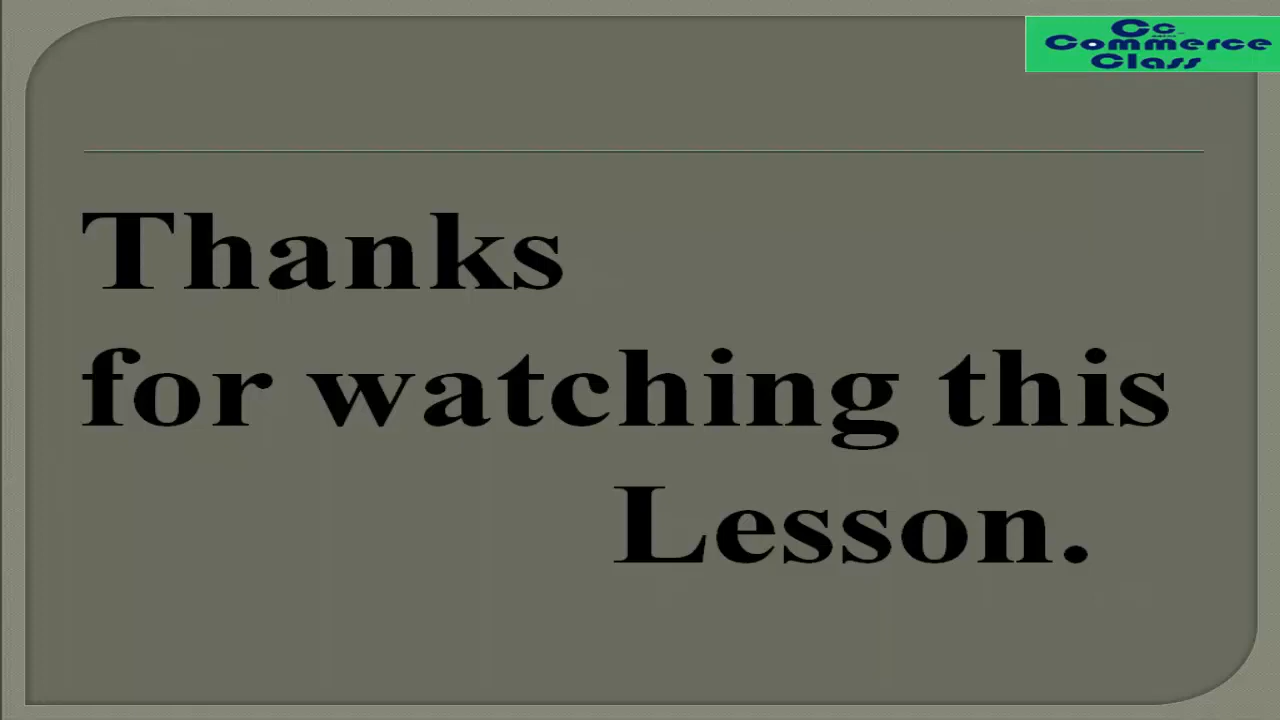 Cc
Commerce
Class
Thanks
for watching this
Lesson.